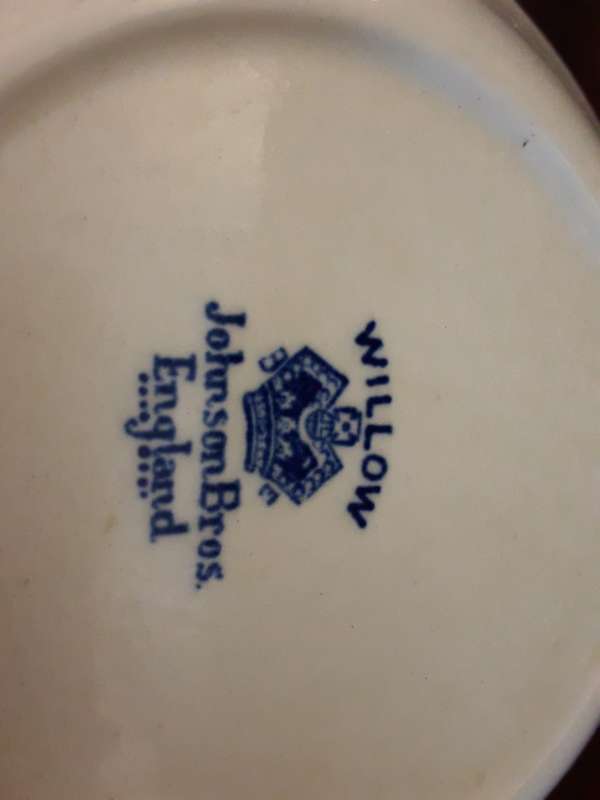 WILLOW
B E
Johnson Bros.
England